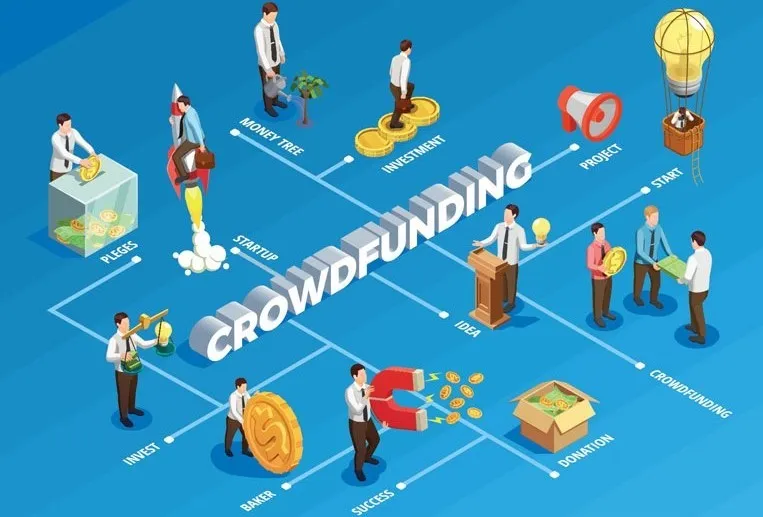 MONEY TREE
INVESTMENT
PROJECT
START
PLEGES
STARTUP
CROWDFUNDING
IDEA
CROWDFUNDING
INVEST
BAKER
SUCCESS
DONATION